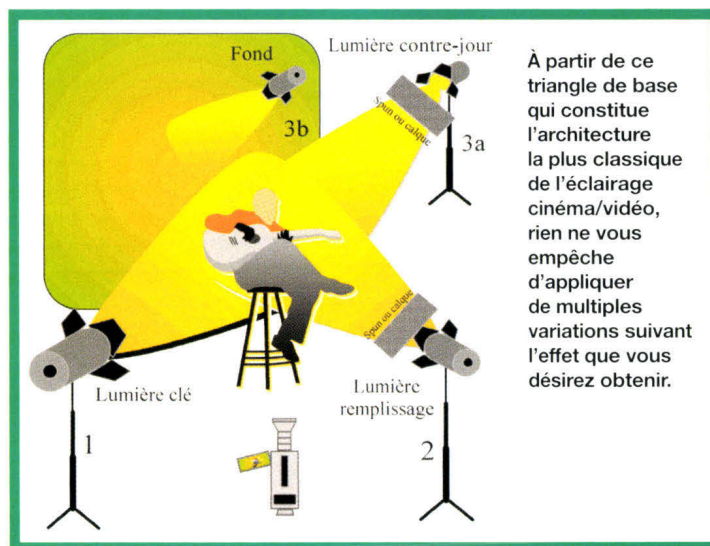 Fond
3b
Lumière contre-jour
Spun ou calque
3a
Spun ou calque
Lumière clé
1
Lumière
remplissage
2
À partir de ce
triangle de base
qui constitue
l'architecture
la plus classique
de l'éclairage
cinéma/vidéo,
rien ne vous
empêche
d'appliquer
de multiples
variations suivant
l'effet que vous
désirez obtenir.